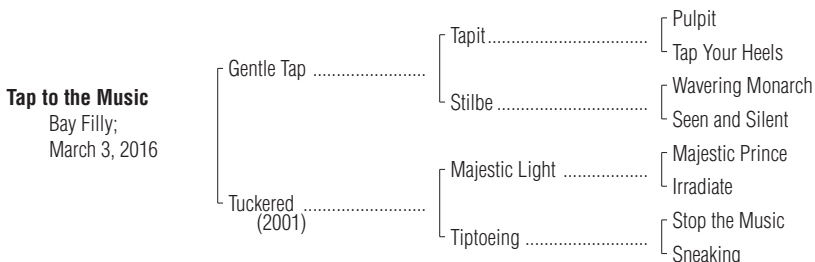 Pulpit
Tapit................................................
Tap Your Heels
Gentle Tap ........................
Wavering Monarch
Stilbe .............................................
Seen and Silent
Tap to the Music
Bay Filly;
March 3, 2016
Majestic Prince
Majestic Light .........................
Irradiate
Tuckered ..........................
(2001)
Stop the Music
Tiptoeing ....................................
Sneaking